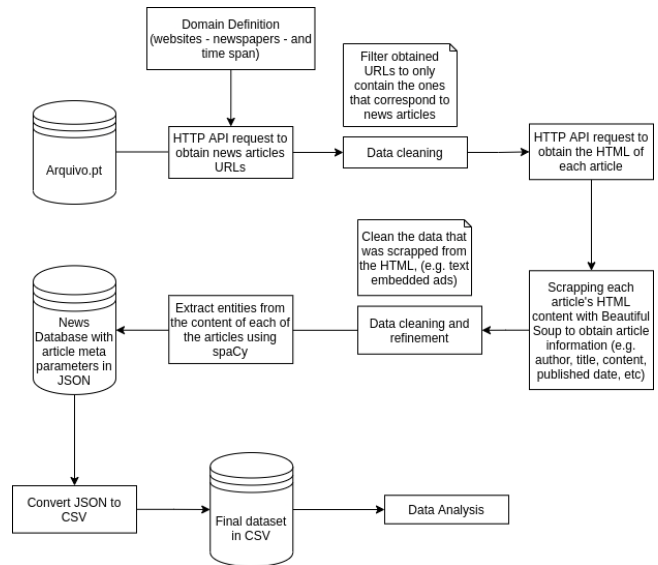 Domain Definition
(websites - newspapers - and
time span)
Filter obtained
URLs to only
contain the ones
that correspond to
news articles
Arquivo.pt
HTTP API request to
obtain news articles
URLs
Data cleaning
HTTP API request to
obtain the HTML of
each article
Clean the data that
was scrapped from
the HTML, (e.g. text
embedded ads)
News
Database with
article meta
parameters in
JSON
Extract entities from
the content of each of
the articles using
spaCy
Data cleaning and
refinement
Scrapping each
article's HTML
content with Beautiful
Soup to obtain article
information (e.g.
author, title, content,
published date, etc)
Convert JSON to
CSV
Final dataset
in CSV
Data Analysis